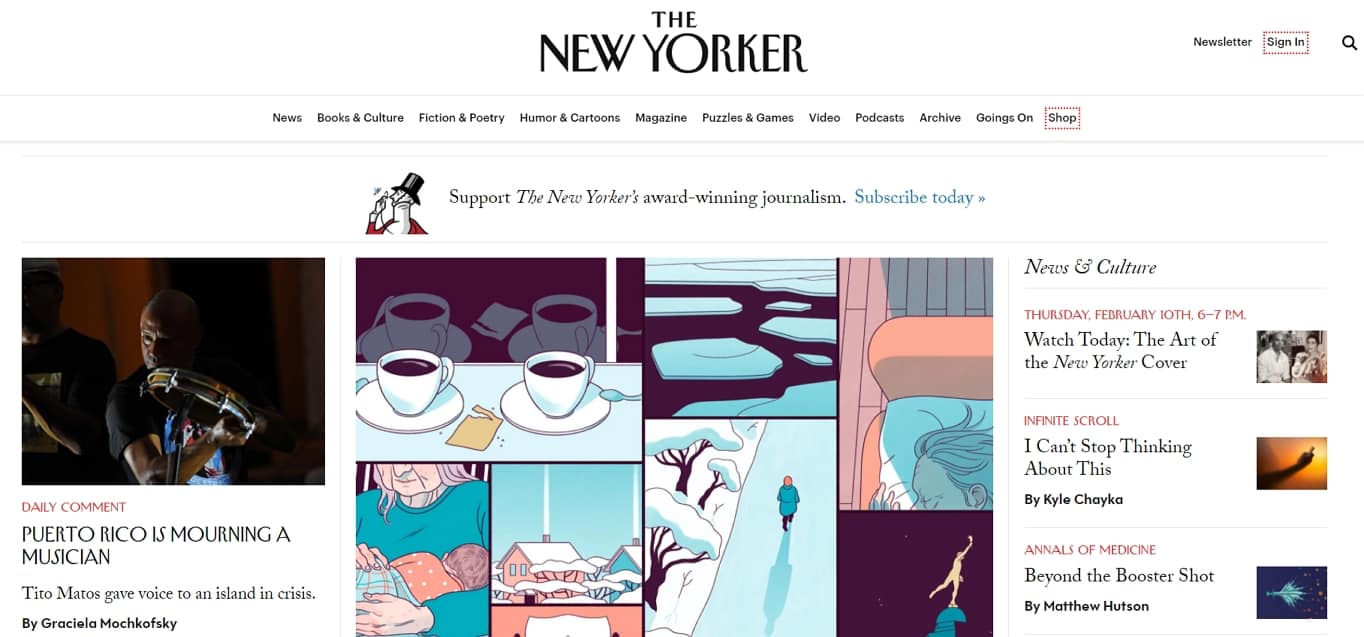 THE
NEW YORKER
Newsletter Sign In
News Books & Culture Fiction & Poetry Humor & Cartoons Magazine Puzzles & Games Video Podcasts Archive Goings On Shop
Support The New Yorker's award-winning journalism. Subscribe today »
DAILY COMMENT
PUERTO RICO IS MOURNING A
MUSICIAN
Tito Matos gave voice to an island in crisis.
By Graciela Mochkofsky
News & Culture
THURSDAY, FEBRUARY 10TH, 6–7 P.M.
Watch Today: The Art of
the New Yorker Cover
INFINITE SCROLL
I Can't Stop Thinking
About This
By Kyle Chayka
ANNALS OF MEDICINE
Beyond the Booster Shot
By Matthew Hutson